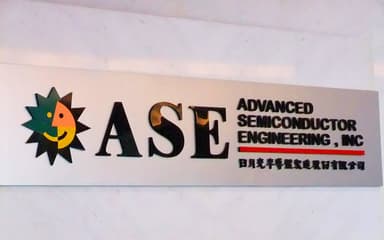 ASE
ADVANCED
SEMICONDUCTOR
ENGINEERING , INC
日月光半導體製造股份有限公司